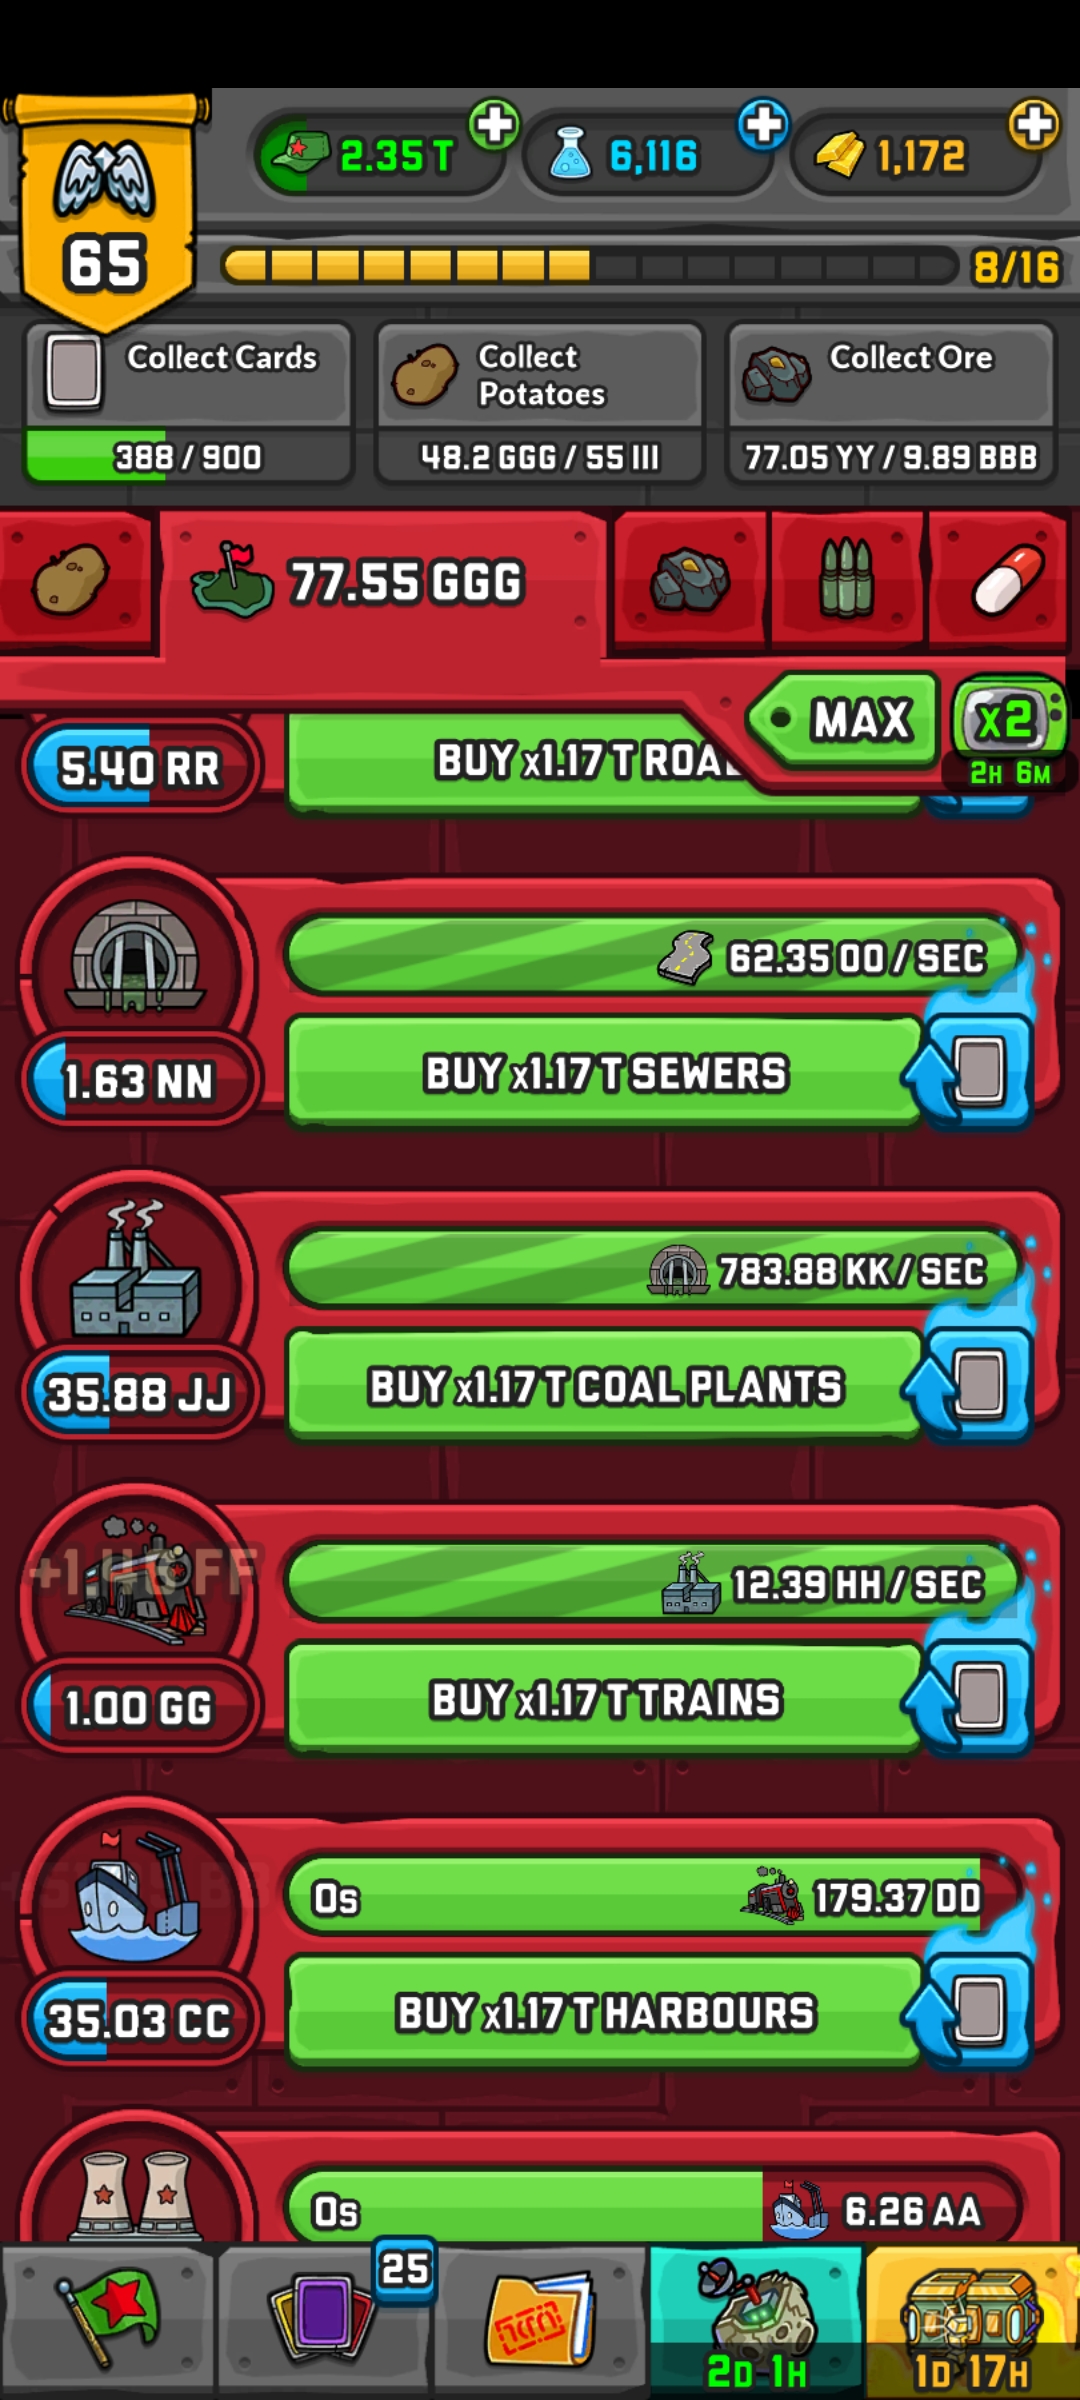 2.35 T
6,116
1,172
65
8/16
Collect Cards
388 / 900
Collect
Potatoes
48.2 GGG / 55 III
Collect Ore
77.05 YY / 9.89 BBB
77.55 GGG
MAX
x2
2H 6M
5.40 RR
BUY x1.17 T
62.35 OO / SEC
1.63 NN
BUY x1.17 T SEWERS
783.88 KK / SEC
35.88 JJ
BUY x1.17 T COAL PLANTS
12.39 HH / SEC
1.00 GG
BUY x1.17 T TRAINS
0s
179.37 DD
35.03 CC
BUY x1.17 T HARBOURS
0s
6.26 AA
25
2D 1H
1D 17H